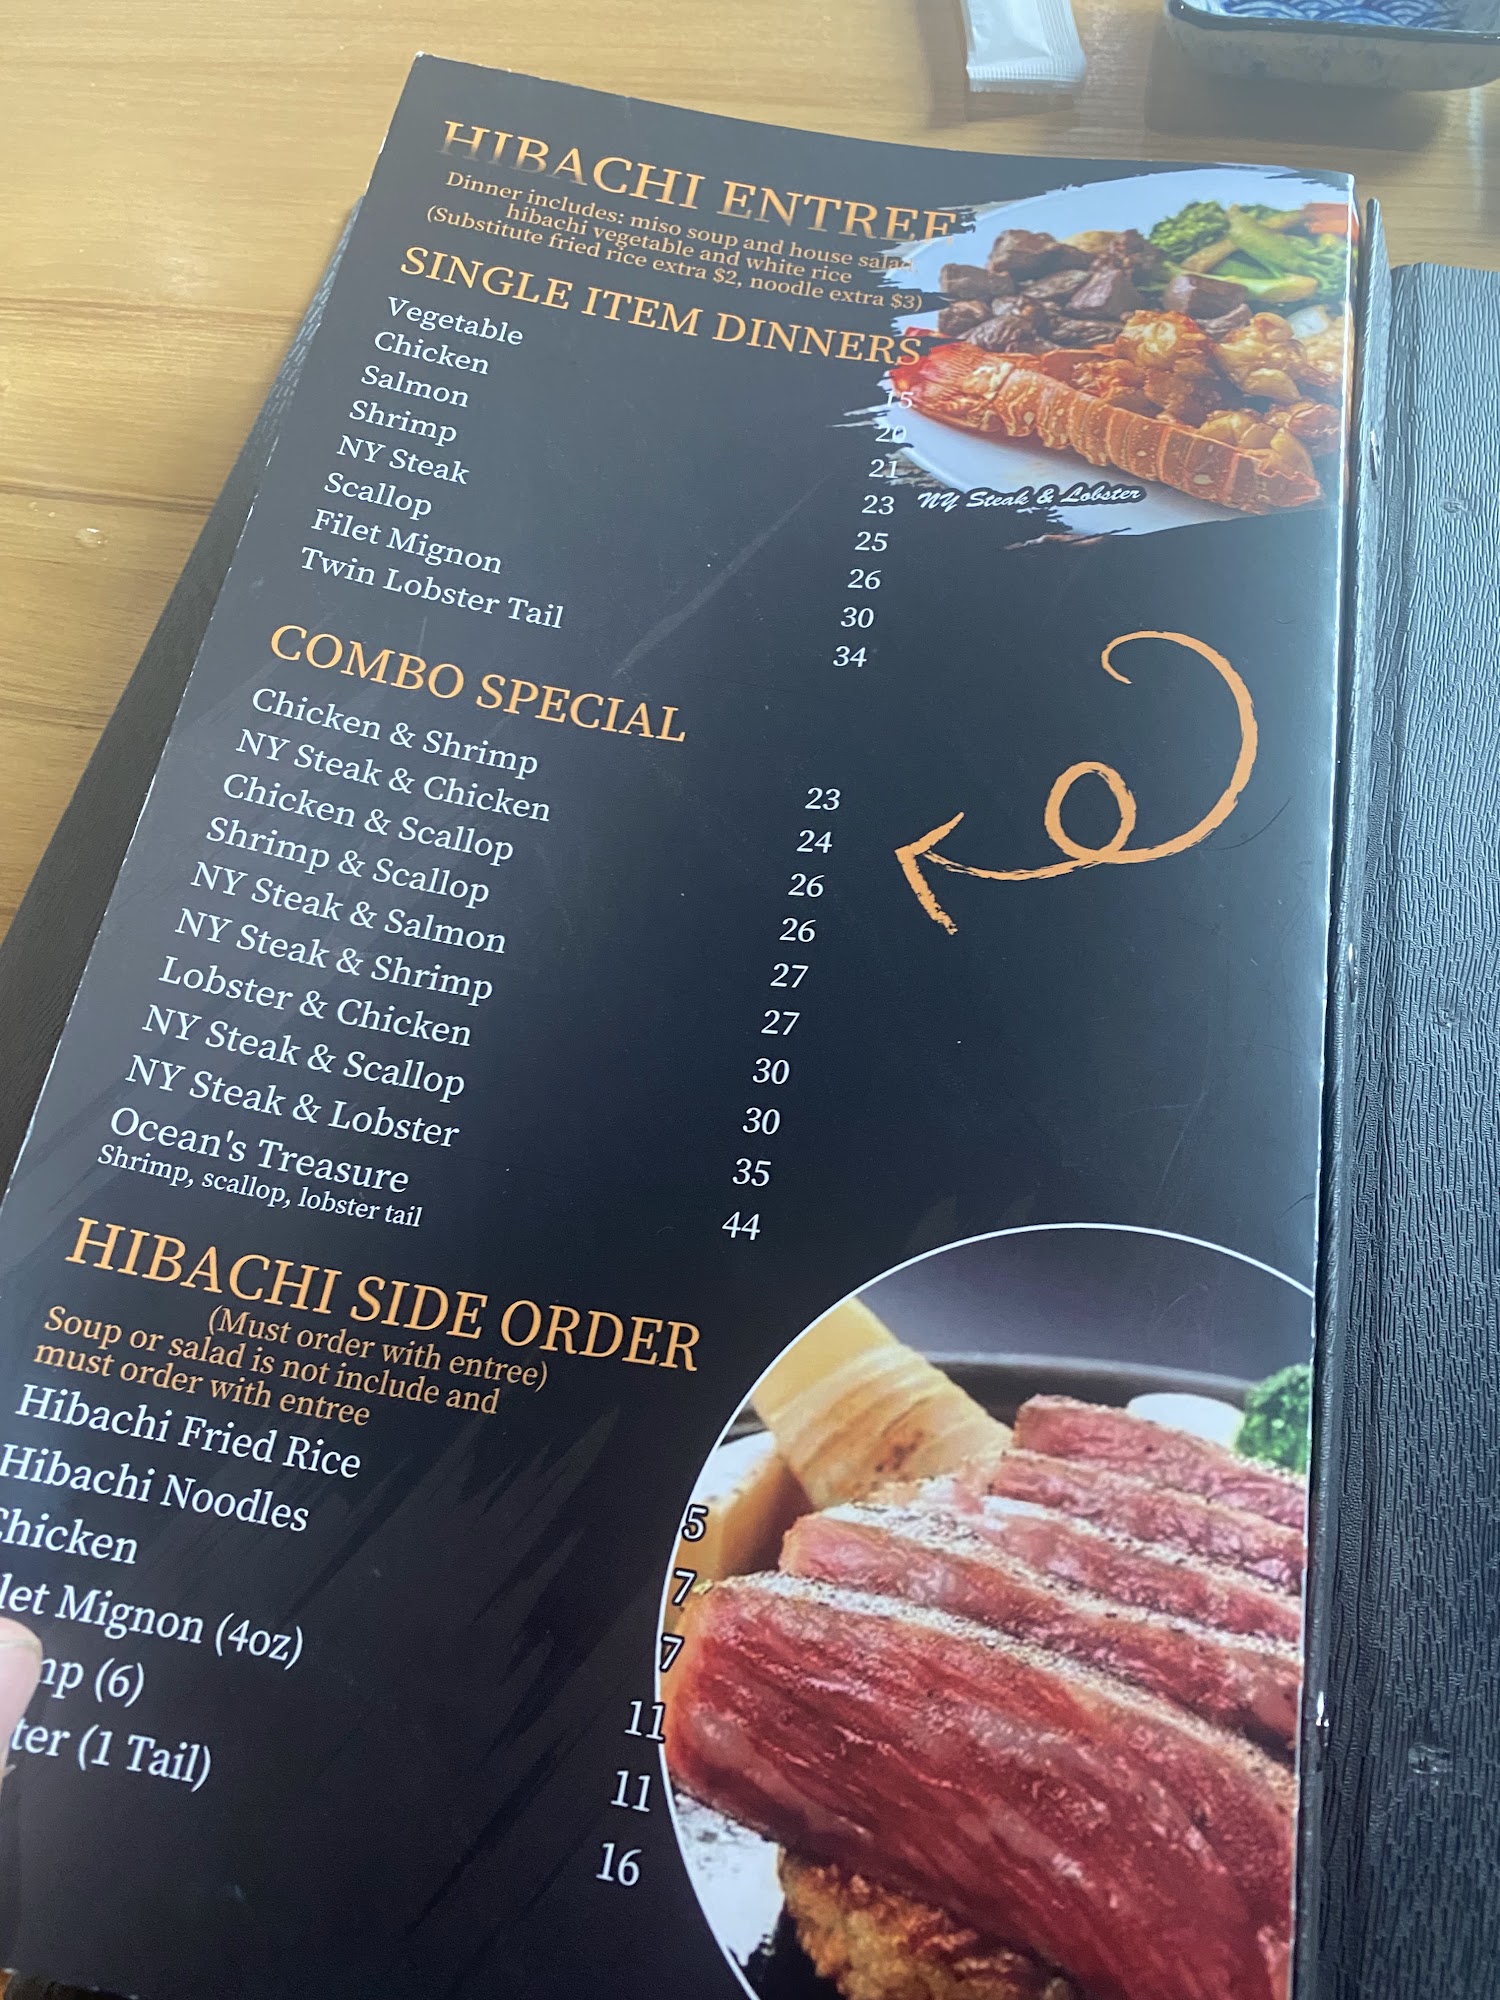 HIBACHI ENTREE
Dinner includes: miso soup and house salad,
hibachi vegetable and white rice
(Substitute fried rice extra $2, noodle extra $3)
SINGLE ITEM DINNERS
Vegetable 15
Chicken 20
Salmon 21
Shrimp 23
NY Steak 25
Scallop 26
Filet Mignon 30
Twin Lobster Tail 34
NY Steak & Lobster
COMBO SPECIAL
Chicken & Shrimp 23
NY Steak & Chicken 24
Chicken & Scallop 26
Shrimp & Scallop 26
NY Steak & Salmon 27
NY Steak & Shrimp 27
Lobster & Chicken 30
NY Steak & Scallop 30
NY Steak & Lobster 35
Ocean's Treasure 44
Shrimp, scallop, lobster tail
HIBACHI SIDE ORDER
(Must order with entree)
Soup or salad is not include and
must order with entree
Hibachi Fried Rice 5
Hibachi Noodles 7
Chicken 7
let Mignon (4oz) 11
mp (6) 11
ter (1 Tail) 16